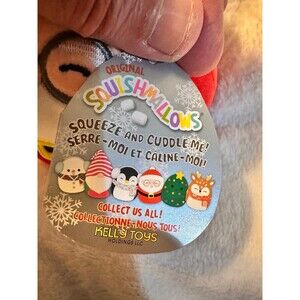 ORIGINAL
SQUISHMALLOWS
SQUEEZE AND CUDDLE ME!
SERRE-MOI ET CÂLINE-MOI!
COLLECT US ALL!
COLLECTIONNE-NOUS TOUS!
KELLY TOYS
HOLDINGS LLC